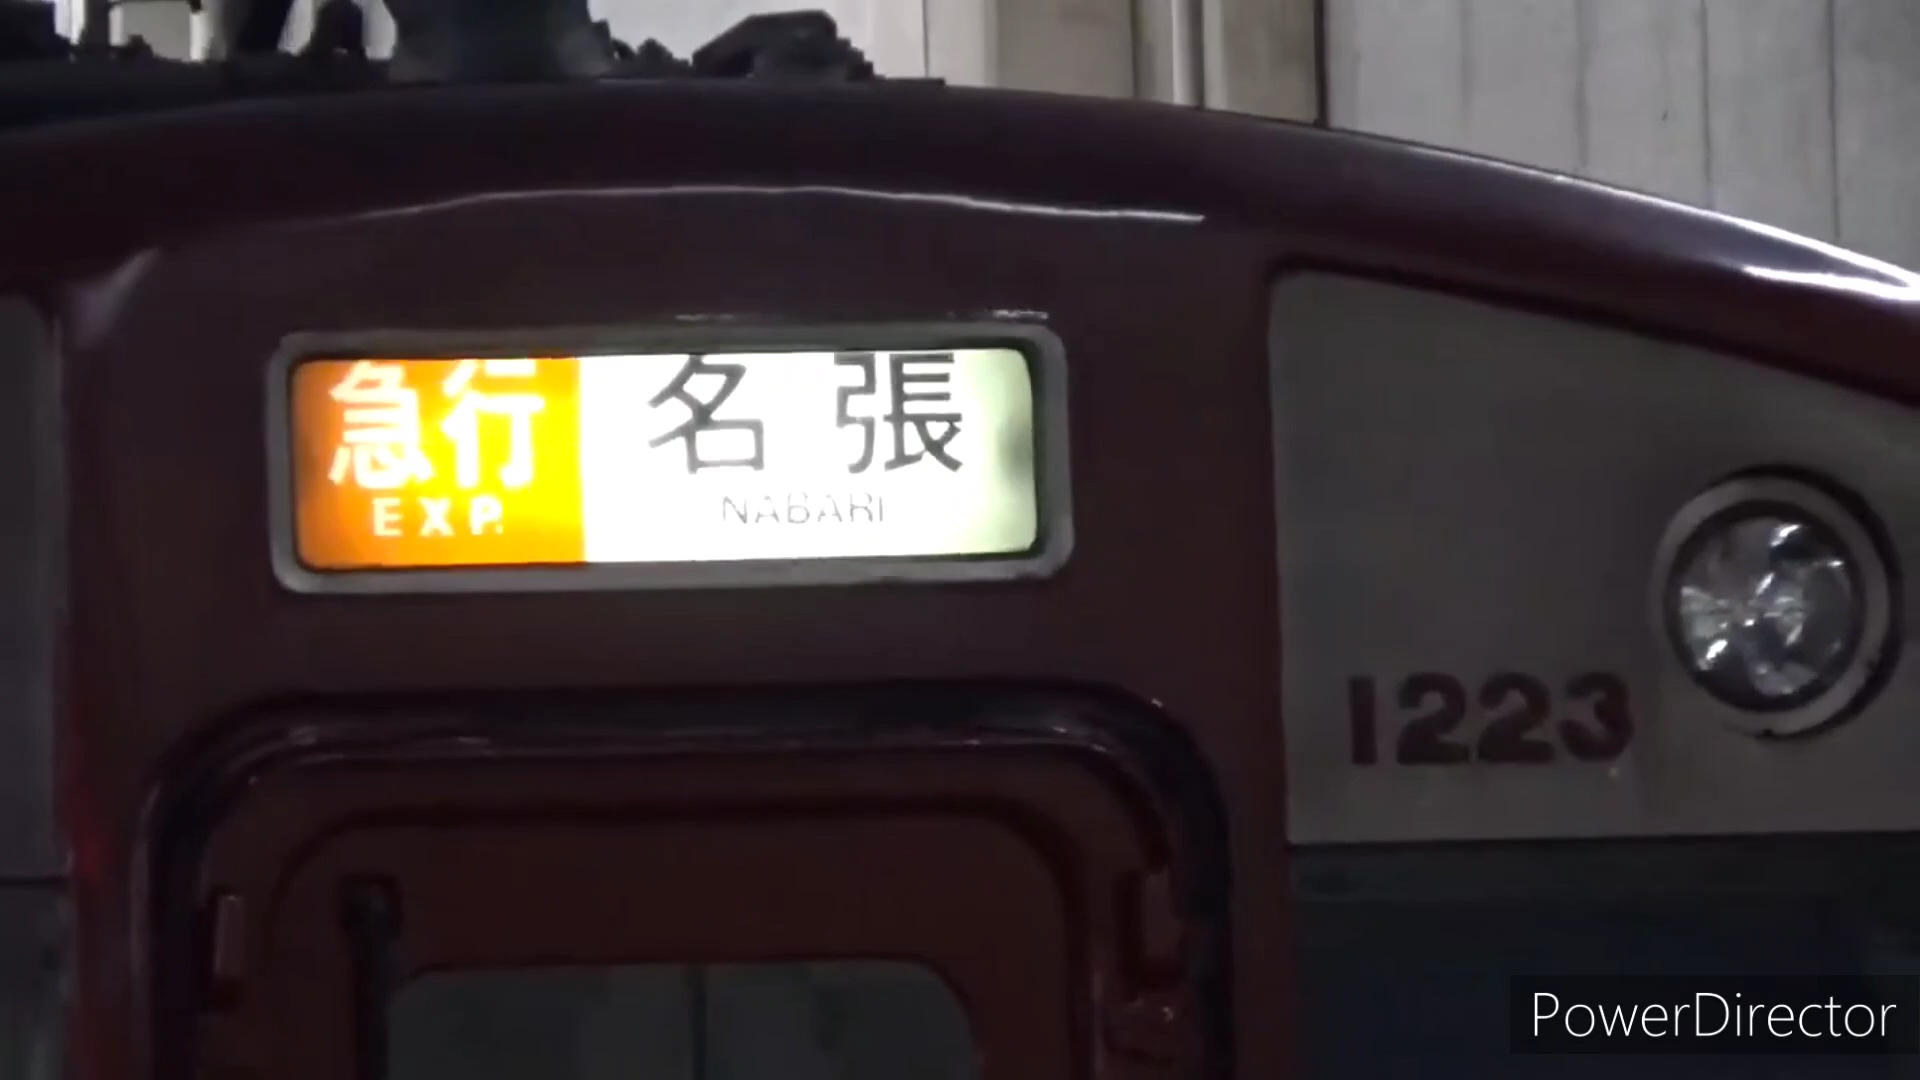 急行 名張
EXP. NABARI
1223
PowerDirector